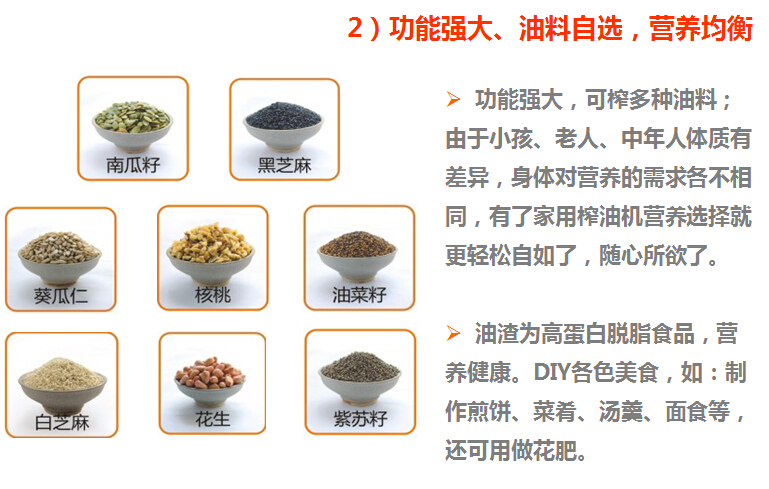 2）功能强大、油料自选，营养均衡
南瓜籽
黑芝麻
葵瓜仁
核桃
油菜籽
白芝麻
花生
紫苏籽
功能强大，可榨多种油料；
由于小孩、老人、中年人体质有
差异，身体对营养的需求各不相
同，有了家用榨油机营养选择就
更轻松自如了，随心所欲了。
油渣为高蛋白脱脂食品，营
养健康。DIY各色美食，如：制
作煎饼、菜肴、汤羹、面食等，
还可用做花肥。